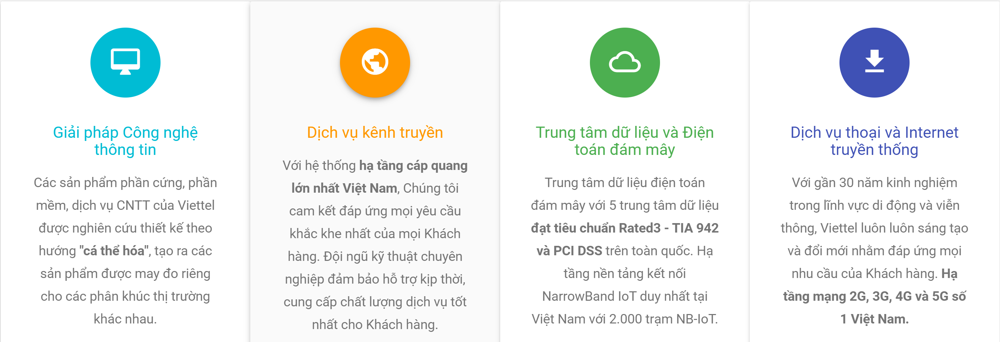 Giải pháp Công nghệ
thông tin
Các sản phẩm phần cứng, phần
mềm, dịch vụ CNTT của Viettel
được nghiên cứu thiết kế theo
hướng "cá thể hóa", tạo ra các
sản phẩm được may đo riêng
cho các phân khúc thị trường
khác nhau.
Dịch vụ kênh truyền
Với hệ thống hạ tầng cáp quang
lớn nhất Việt Nam, Chúng tôi
cam kết đáp ứng mọi yêu cầu
khắc khe nhất của mọi Khách
hàng. Đội ngũ kỹ thuật chuyên
nghiệp đảm bảo hỗ trợ kịp thời,
cung cấp chất lượng dịch vụ tốt
nhất cho Khách hàng.
Trung tâm dữ liệu và Điện
toán đám mây
Trung tâm dữ liệu điện toán
đám mây với 5 trung tâm dữ liệu
đạt tiêu chuẩn Rated3 - TIA 942
và PCI DSS trên toàn quốc. Hạ
tầng nền tảng kết nối
NarrowBand IoT duy nhất tại
Việt Nam với 2.000 trạm NB-IoT.
Dịch vụ thoại và Internet
truyền thống
Với gần 30 năm kinh nghiệm
trong lĩnh vực di động và viễn
thông, Viettel luôn luôn sáng tạo
và đổi mới nhằm đáp ứng mọi
nhu cầu của Khách hàng. Hạ
tầng mạng 2G, 3G, 4G và 5G số
1 Việt Nam.